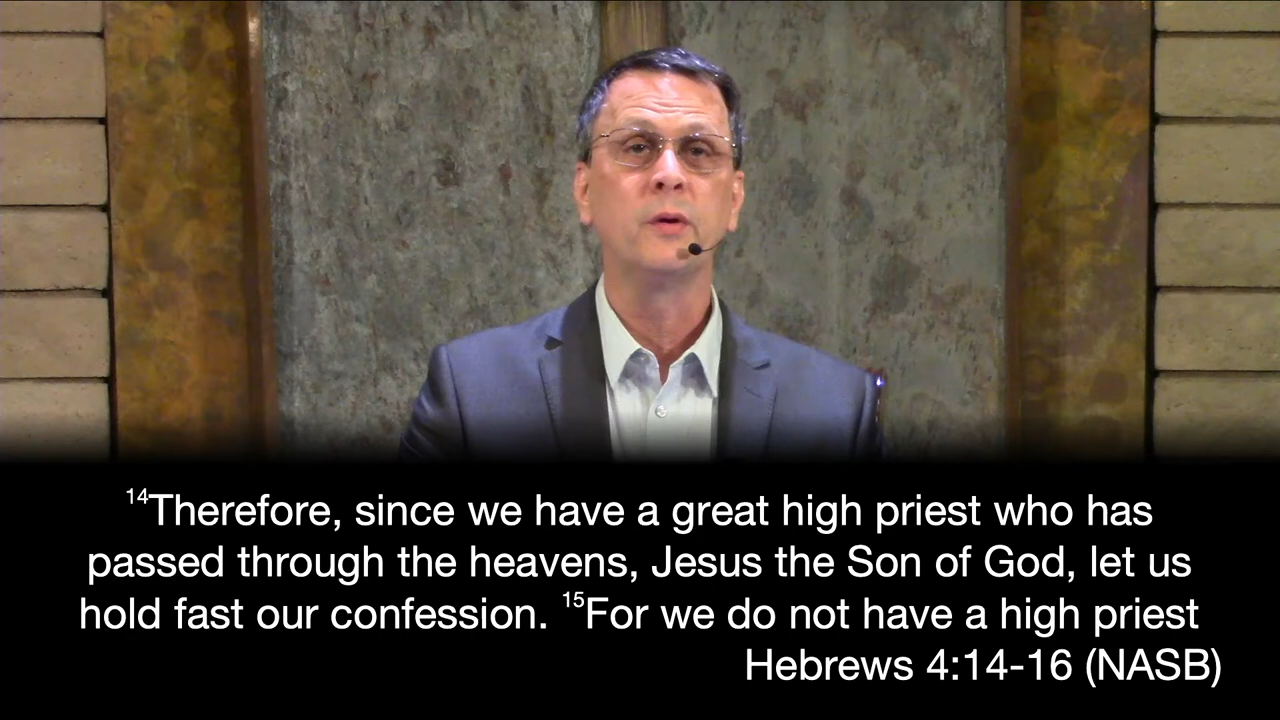 ¹⁴Therefore, since we have a great high priest who has
passed through the heavens, Jesus the Son of God, let us
hold fast our confession. ¹⁵For we do not have a high priest
Hebrews 4:14-16 (NASB)